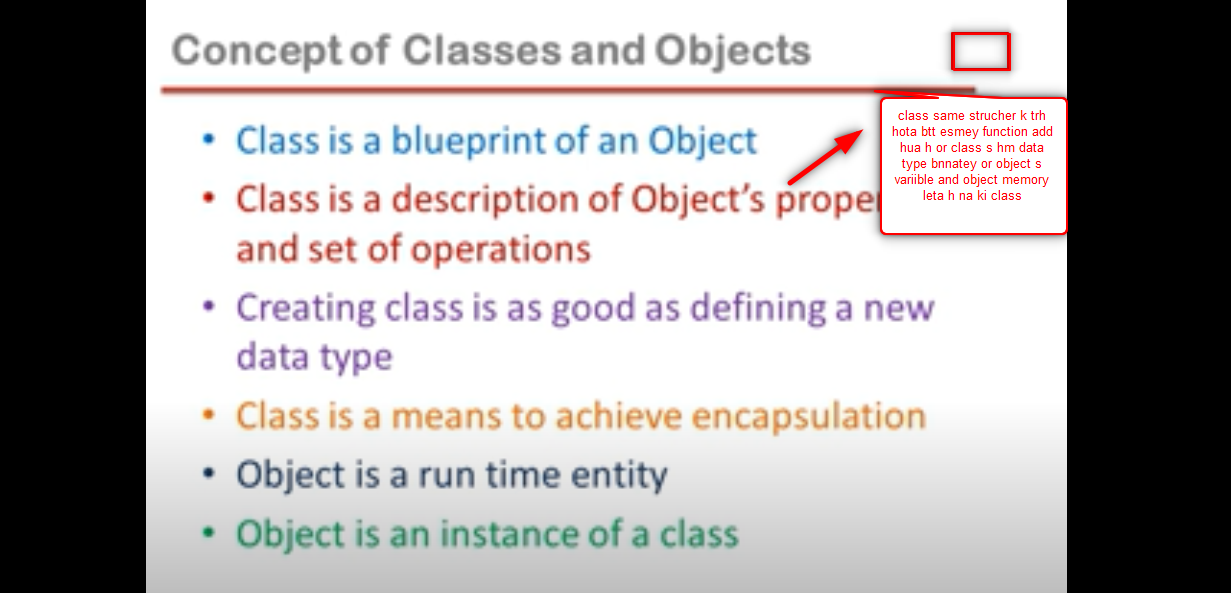 Concept of Classes and Objects
• Class is a blueprint of an Object
• Class is a description of Object's
and set of operations
• Creating class is as good as defining a new
data type
• Class is a means to achieve encapsulation
• Object is a run time entity
• Object is an instance of a class
class same strucher k trh
hota btt esmey function add
hua h or class s hm data
type bnnatey or object s
variible and object memory
leta h na ki class